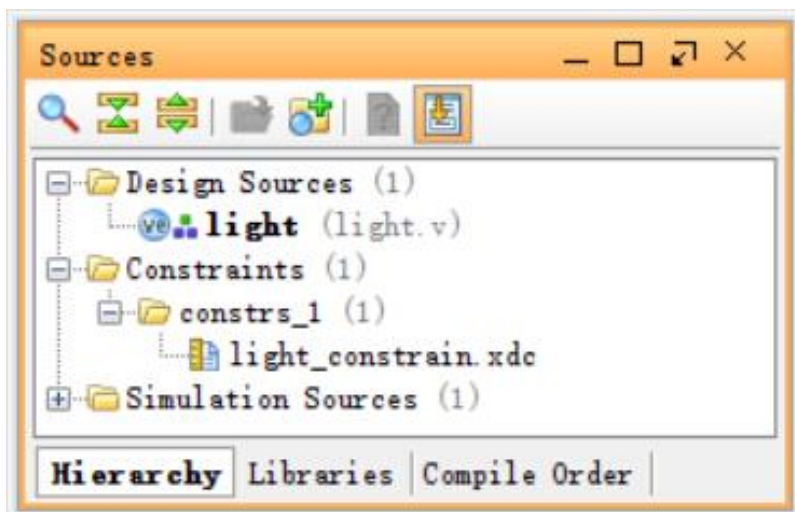 Sources
Design Sources (1)
light (light.v)
Constraints (1)
constrs_1 (1)
light_constrain.xdc
Simulation Sources (1)
Hierarchy Libraries Compile Order